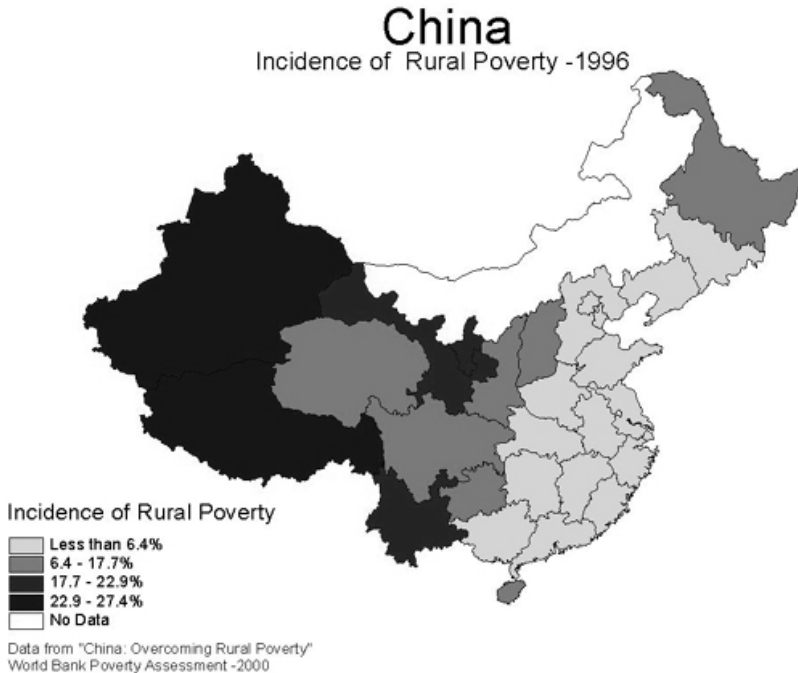 China
Incidence of Rural Poverty -1996
Incidence of Rural Poverty
Less than 6.4%
6.4 - 17.7%
17.7 - 22.9%
22.9 - 27.4%
No Data
Data from "China: Overcoming Rural Poverty"
World Bank Poverty Assessment -2000